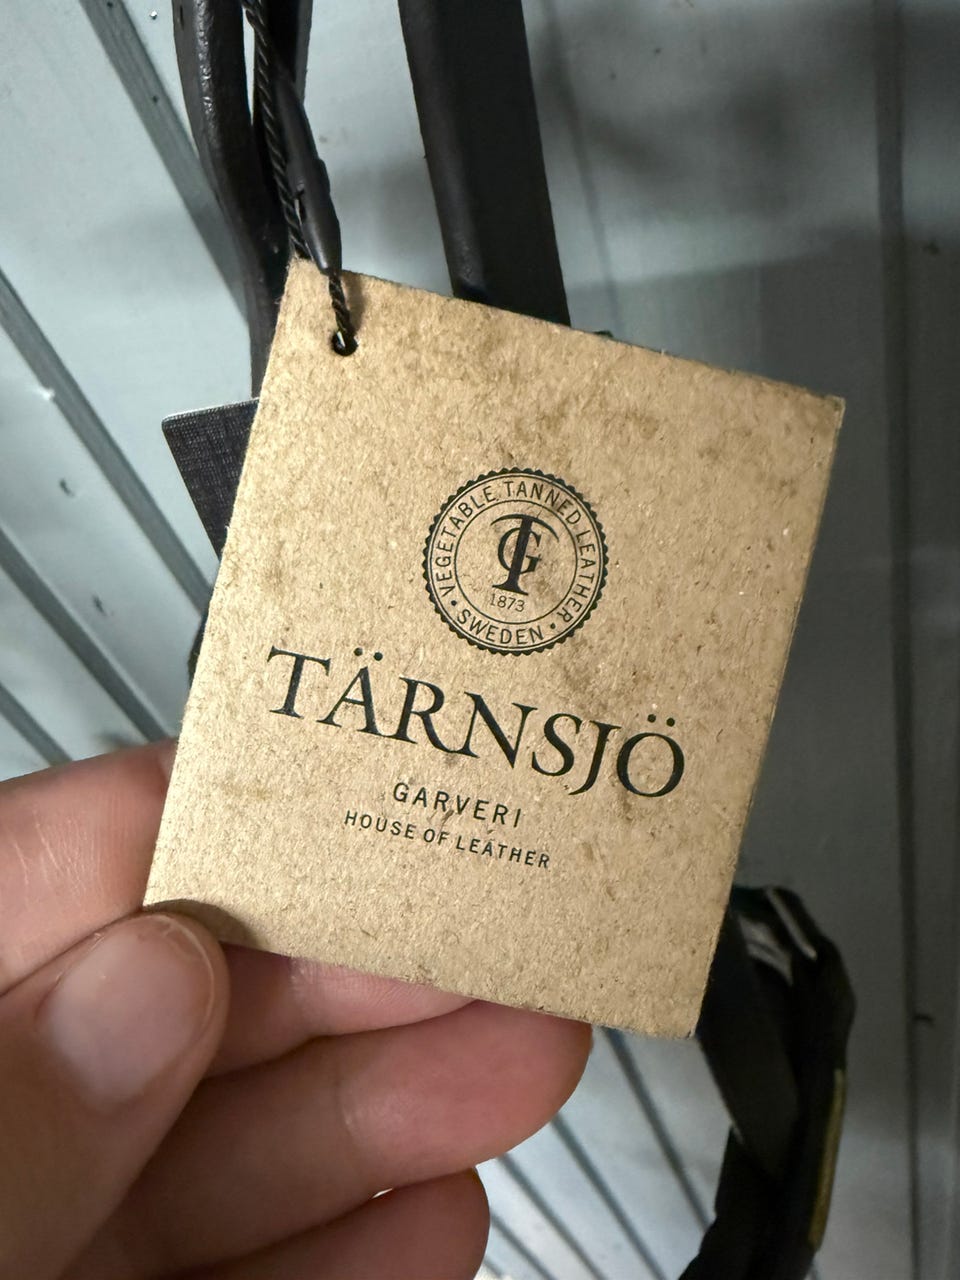 VEGETABLE TANNED LEATHER
TG
1873
• SWEDEN •
TÄRNSJÖ
GARVERI
HOUSE OF LEATHER